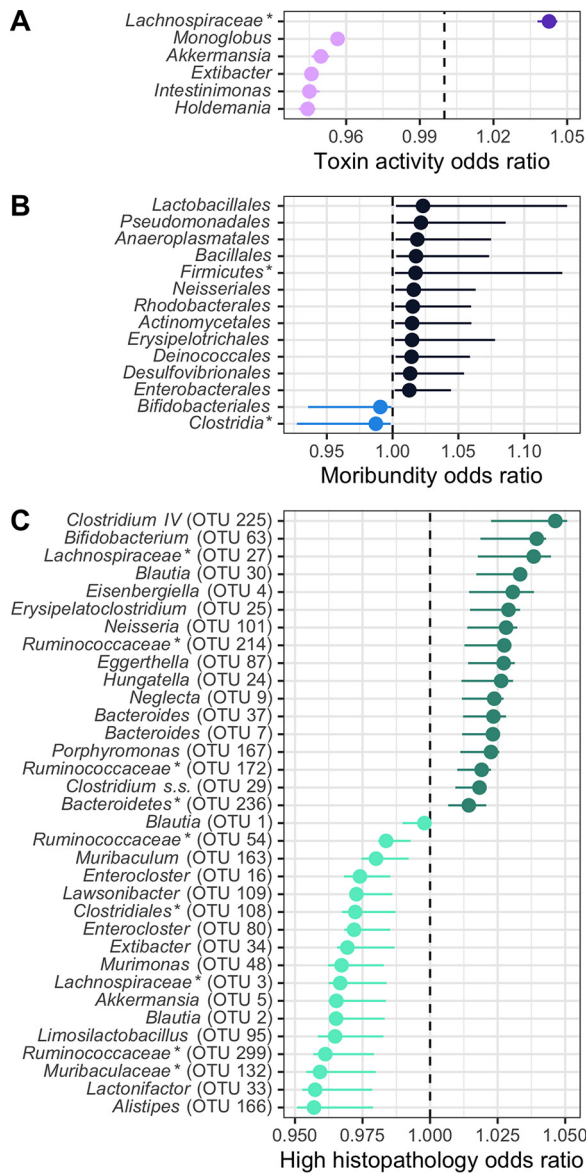 A
Lachnospiraceae *
Monoglobus
Akkermansia
Extibacter
Intestinimonas
Holdemania
0.96 0.99 1.02 1.05
Toxin activity odds ratio
B
Lactobacillales
Pseudomonadales
Anaeroplasmatales
Bacillales
Firmicutes *
Neisseriales
Rhodobacterales
Actinomycetales
Erysipelotrichales
Deinococcales
Desulfovibrionales
Enterobacterales
Bifidobacteriales
Clostridia *
0.95 1.00 1.05 1.10
Moribundity odds ratio
C
Clostridium IV (OTU 225)
Bifidobacterium (OTU 63)
Lachnospiraceae * (OTU 27)
Blautia (OTU 30)
Eisenbergiella (OTU 4)
Erysipelatoclostridium (OTU 25)
Neisseria (OTU 101)
Ruminococcaceae * (OTU 214)
Eggerthella (OTU 87)
Hungatella (OTU 24)
Neglecta (OTU 9)
Bacteroides (OTU 37)
Bacteroides (OTU 7)
Porphyromonas (OTU 167)
Ruminococcaceae * (OTU 172)
Clostridium s.s. (OTU 29)
Bacteroidetes * (OTU 236)
Blautia (OTU 1)
Ruminococcaceae * (OTU 54)
Muribaculum (OTU 163)
Enterocloster (OTU 16)
Lawsonibacter (OTU 109)
Clostridiales * (OTU 108)
Enterocloster (OTU 80)
Extibacter (OTU 34)
Murimonas (OTU 48)
Lachnospiraceae * (OTU 3)
Akkermansia (OTU 5)
Blautia (OTU 2)
Limosilactobacillus (OTU 95)
Ruminococcaceae * (OTU 299)
Muribaculaceae * (OTU 132)
Lactonifactor (OTU 33)
Alistipes (OTU 166)
0.950 0.975 1.000 1.025 1.050
High histopathology odds ratio